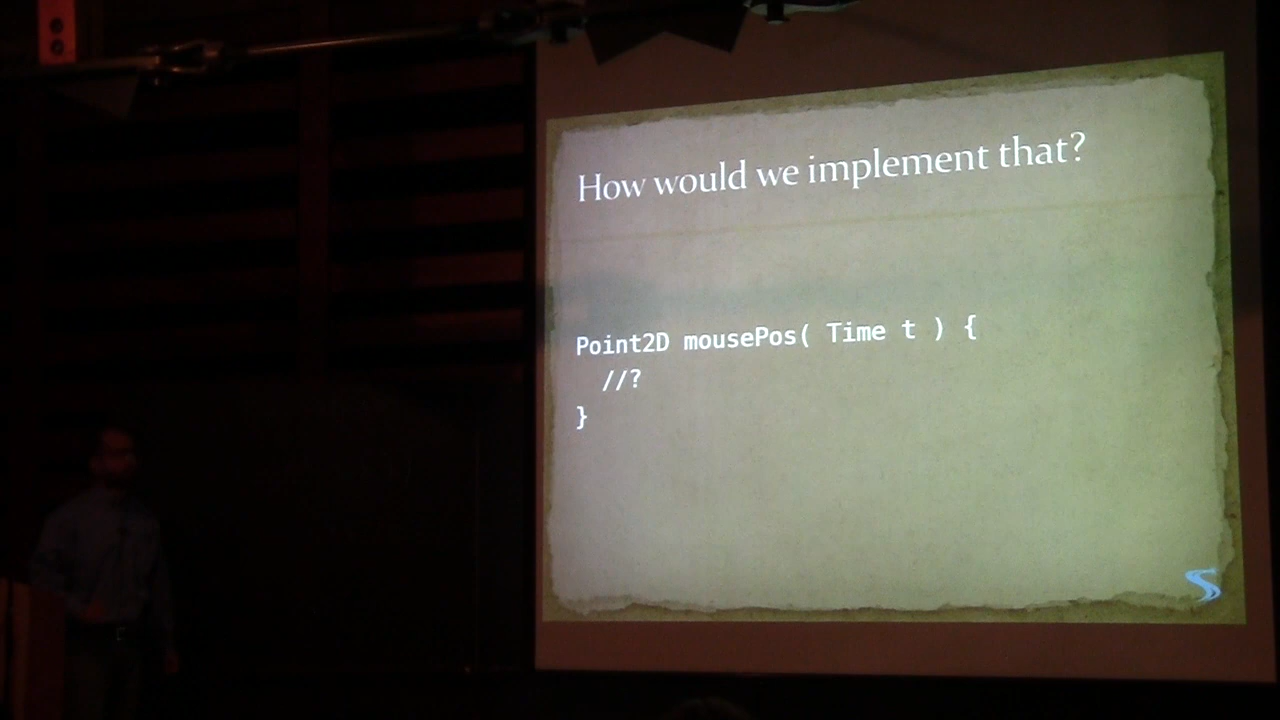 How would we implement that?
Point2D mousePos( Time t ) {
//?
}